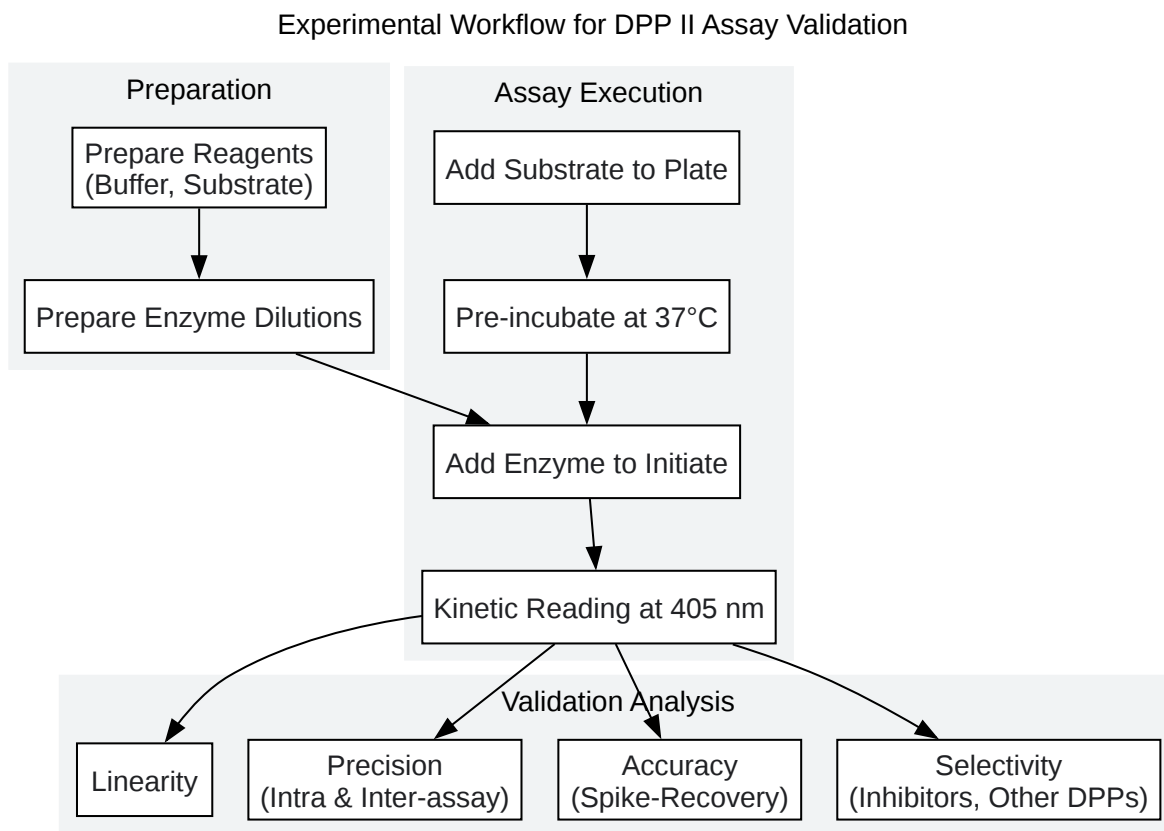 Experimental Workflow for DPP II Assay Validation
Preparation
Prepare Reagents
(Buffer, Substrate)
Prepare Enzyme Dilutions
Assay Execution
Add Substrate to Plate
Pre-incubate at 37°C
Add Enzyme to Initiate
Kinetic Reading at 405 nm
Validation Analysis
Linearity
Precision
(Intra & Inter-assay)
Accuracy
(Spike-Recovery)
Selectivity
(Inhibitors, Other DPPs)